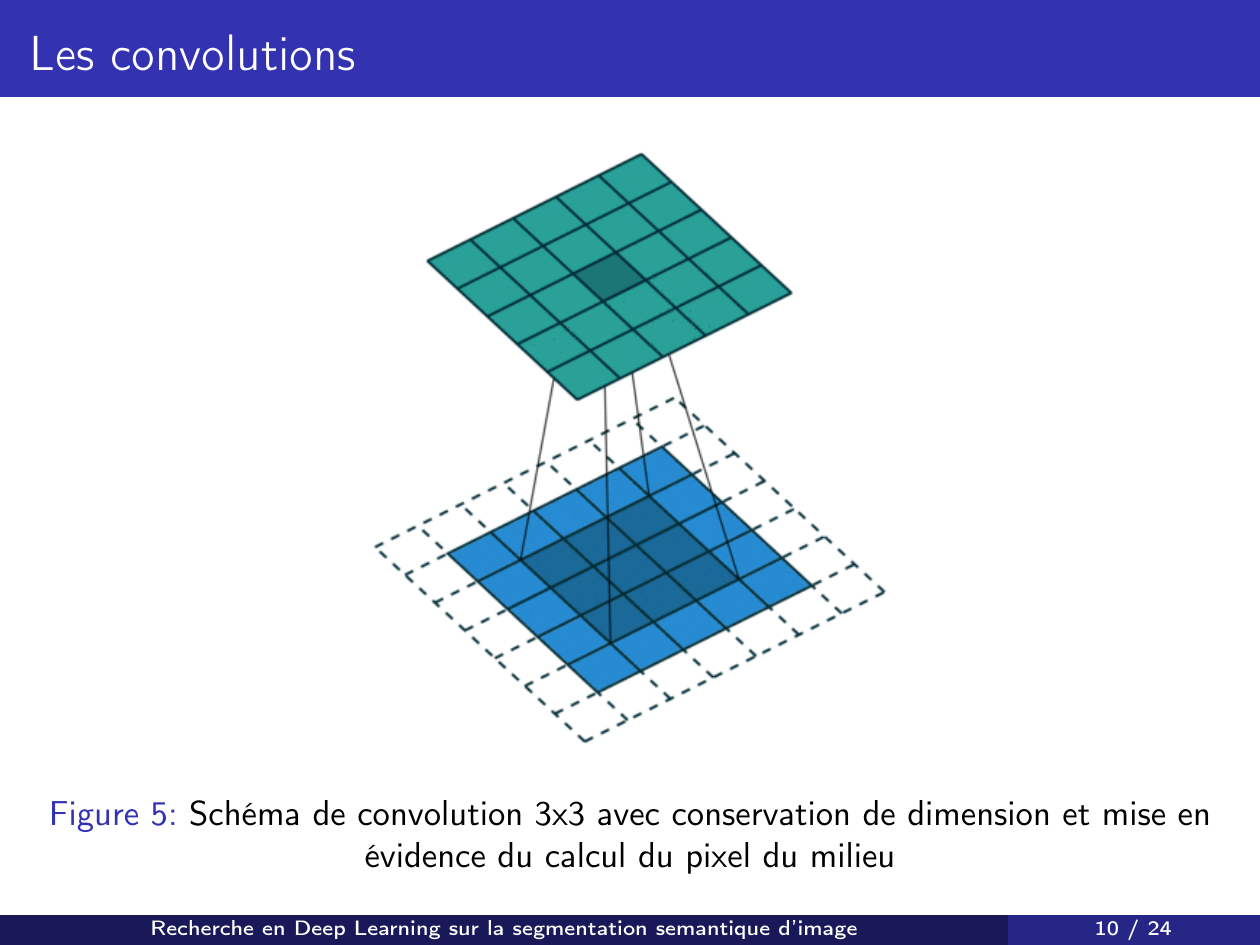 Les convolutions
Figure 5: Schéma de convolution 3x3 avec conservation de dimension et mise en
évidence du calcul du pixel du milieu
Recherche en Deep Learning sur la segmentation semantique d'image
10 / 24